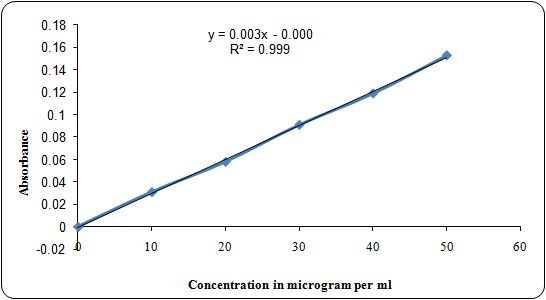 y = 0.003x - 0.000
R² = 0.999
0.18
0.16
0.14
0.12
0.1
0.08
0.06
0.04
0.02
0
-0.02
0 10 20 30 40 50 60
Absorbance
Concentration in microgram per ml